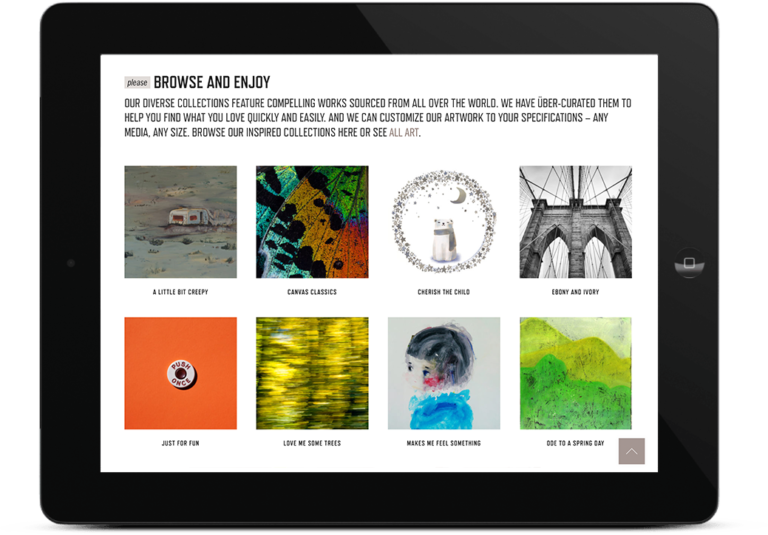 please BROWSE AND ENJOY
OUR DIVERSE COLLECTIONS FEATURE COMPELLING WORKS SOURCED FROM ALL OVER THE WORLD. WE HAVE ÜBER-CURATED THEM TO
HELP YOU FIND WHAT YOU LOVE QUICKLY AND EASILY. AND WE CAN CUSTOMIZE OUR ARTWORK TO YOUR SPECIFICATIONS – ANY
MEDIA, ANY SIZE. BROWSE OUR INSPIRED COLLECTIONS HERE OR SEE ALL ART.
A LITTLE BIT CREEPY
CANVAS CLASSICS
CHERISH THE CHILD
EBONY AND IVORY
PUSH
ONCE
JUST FOR FUN
LOVE ME SOME TREES
MAKES ME FEEL SOMETHING
ODE TO A SPRING DAY